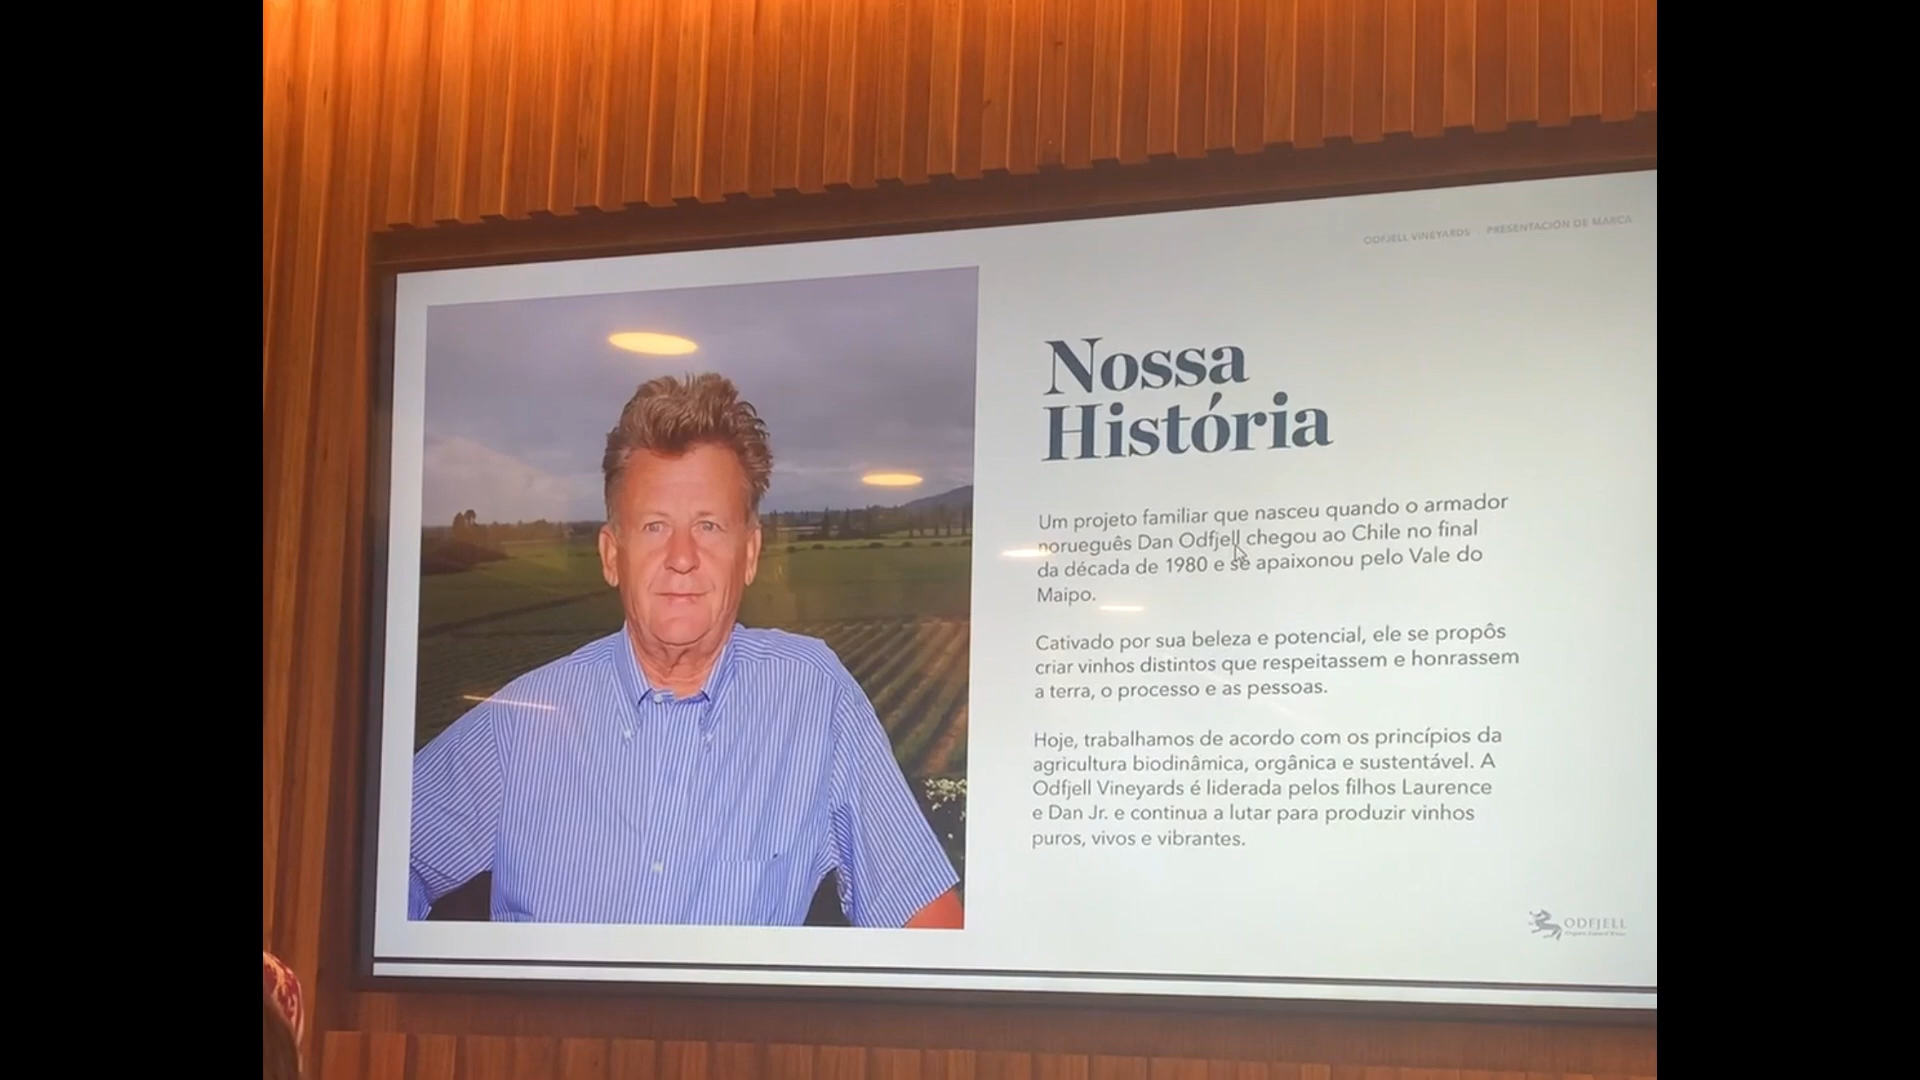 ODFJELL VINEYARDS PRESENTACIÓN DE MARCA
Nossa
História
Um projeto familiar que nasceu quando o armador
norueguês Dan Odfjell chegou ao Chile no final
da década de 1980 e se apaixonou pelo Vale do
Maipo.
Cativado por sua beleza e potencial, ele se propôs
criar vinhos distintos que respeitassem e honrassem
a terra, o processo e as pessoas.
Hoje, trabalhamos de acordo com os princípios da
agricultura biodinâmica, orgânica e sustentável. A
Odfjell Vineyards é liderada pelos filhos Laurence
e Dan Jr. e continua a lutar para produzir vinhos
puros, vivos e vibrantes.
ODFJELL